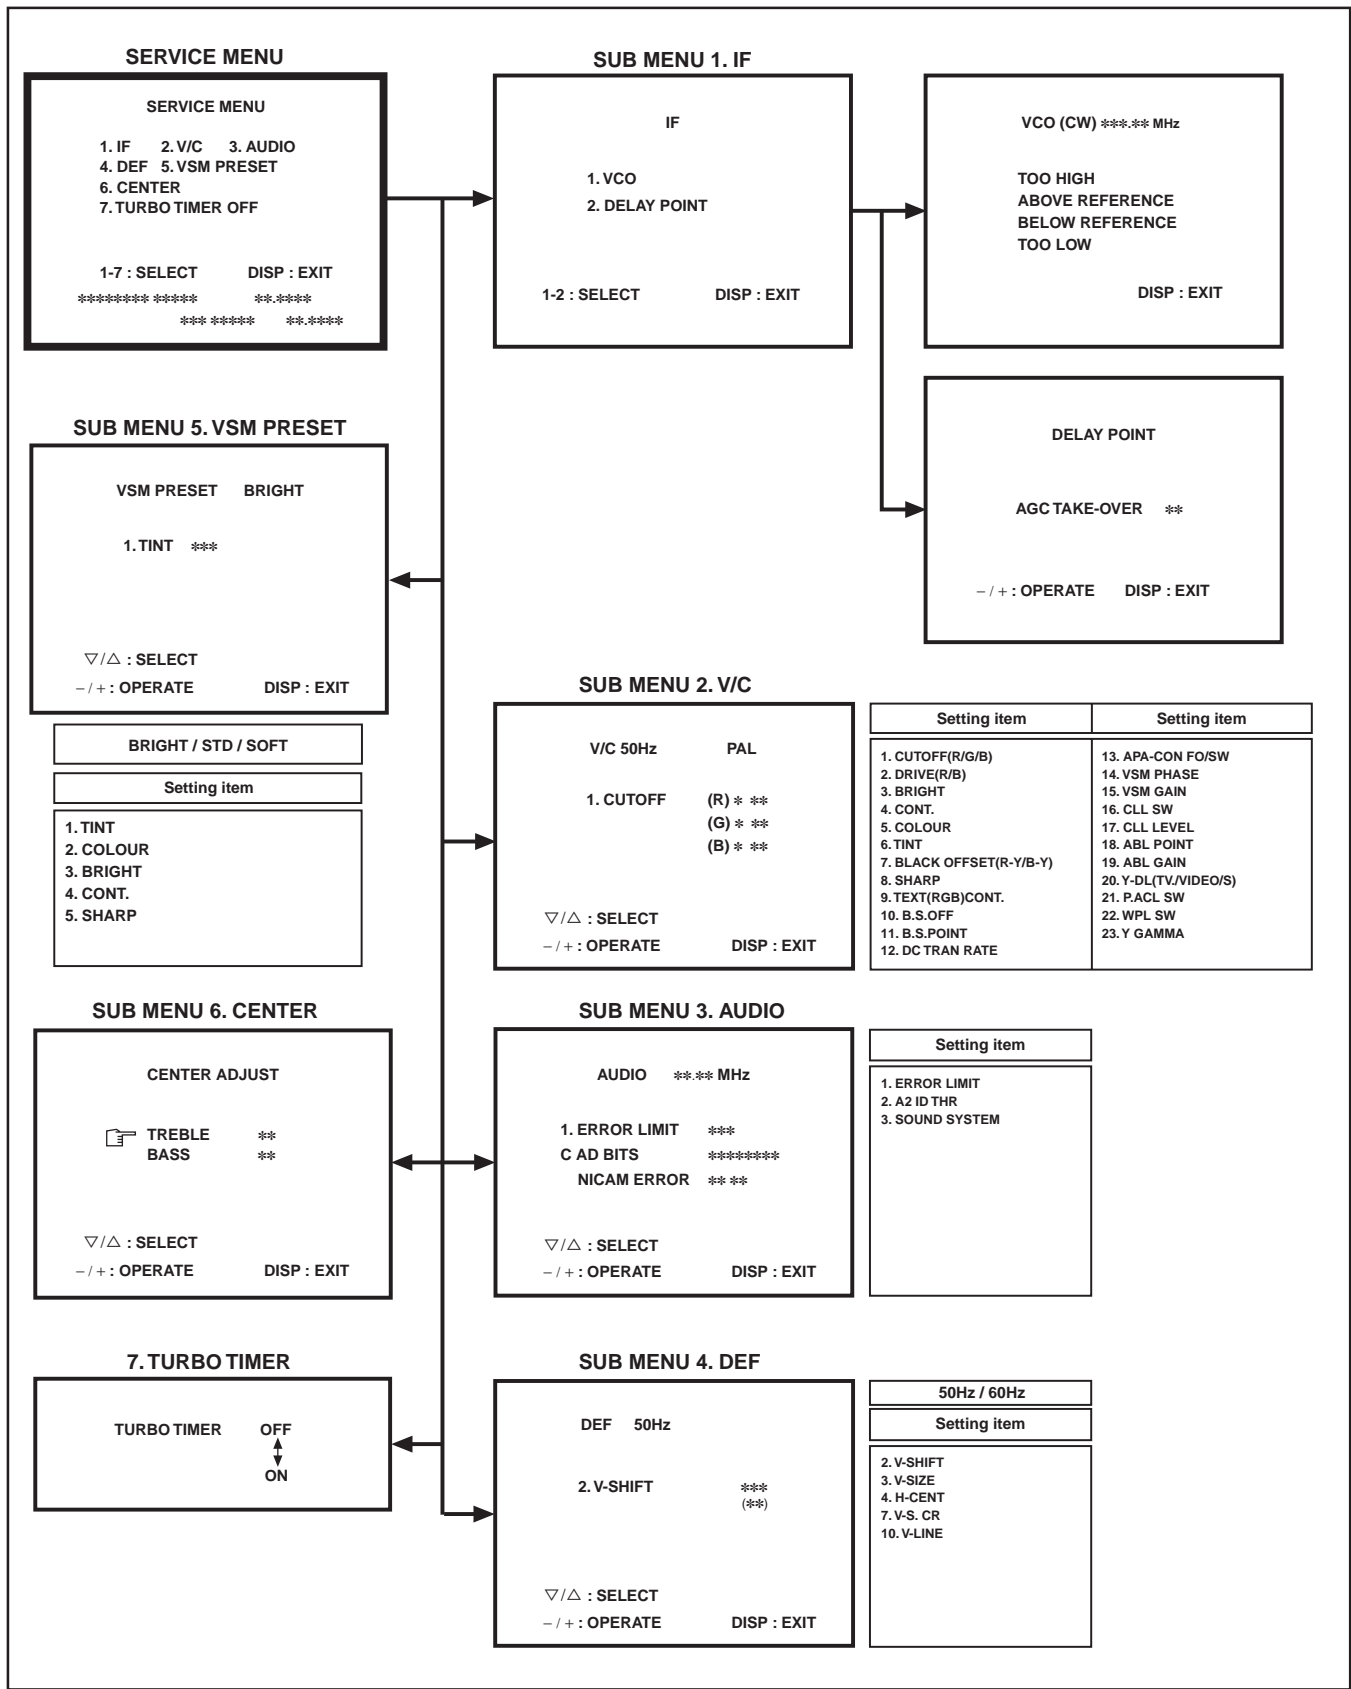 SERVICE MENU
SERVICE MENU
1. IF 2. V/C 3. AUDIO
4. DEF 5. VSM PRESET
6. CENTER
7. TURBO TIMER OFF
1-7 : SELECT DISP : EXIT
******** ***** **.****
*** ***** **.****
SUB MENU 1. IF
IF
1. VCO
2. DELAY POINT
1-2 : SELECT DISP : EXIT
VCO (CW) ***.** MHz
TOO HIGH
ABOVE REFERENCE
BELOW REFERENCE
TOO LOW
DISP : EXIT
DELAY POINT
AGC TAKE-OVER **
– / + : OPERATE DISP : EXIT
SUB MENU 5. VSM PRESET
VSM PRESET BRIGHT
1. TINT ***
▽/△ : SELECT
– / + : OPERATE DISP : EXIT
BRIGHT / STD / SOFT
Setting item
1. TINT
2. COLOUR
3. BRIGHT
4. CONT.
5. SHARP
SUB MENU 2. V/C
V/C 50Hz PAL
1. CUTOFF (R) * **
(G) * **
(B) * **
▽/△ : SELECT
– / + : OPERATE DISP : EXIT
Setting item
1. CUTOFF(R/G/B)
2. DRIVE(R/B)
3. BRIGHT
4. CONT.
5. COLOUR
6. TINT
7. BLACK OFFSET(R-Y/B-Y)
8. SHARP
9. TEXT(RGB)CONT.
10. B.S.OFF
11. B.S.POINT
12. DC TRAN RATE
Setting item
13. APA-CON FO/SW
14. VSM PHASE
15. VSM GAIN
16. CLL SW
17. CLL LEVEL
18. ABL POINT
19. ABL GAIN
20. Y-DL(TV./VIDEO/S)
21. P.ACL SW
22. WPL SW
23. Y GAMMA
SUB MENU 6. CENTER
CENTER ADJUST
TREBLE **
BASS **
▽/△ : SELECT
– / + : OPERATE DISP : EXIT
SUB MENU 3. AUDIO
AUDIO **.** MHz
1. ERROR LIMIT ***
C AD BITS ********
NICAM ERROR ** **
▽/△ : SELECT
– / + : OPERATE DISP : EXIT
Setting item
1. ERROR LIMIT
2. A2 ID THR
3. SOUND SYSTEM
7. TURBO TIMER
TURBO TIMER OFF
ON
SUB MENU 4. DEF
DEF 50Hz
2. V-SHIFT ***
(**)
▽/△ : SELECT
– / + : OPERATE DISP : EXIT
50Hz / 60Hz
Setting item
2. V-SHIFT
3. V-SIZE
4. H-CENT
7. V-S. CR
10. V-LINE